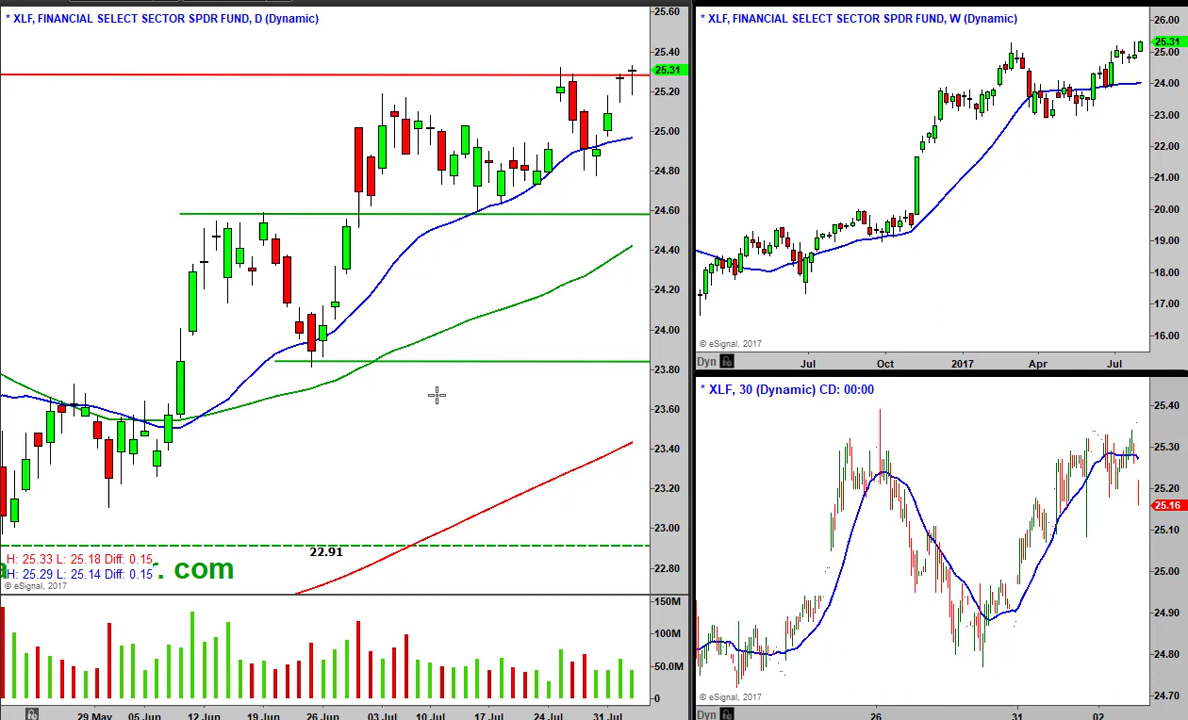 * XLF, FINANCIAL SELECT SECTOR SPDR FUND, D (Dynamic)
25.60
25.40
25.31
25.20
25.00
24.80
24.60
24.40
24.20
24.00
23.80
23.60
23.40
23.20
23.00
22.80
22.91
H: 25.33 L: 25.18 Diff: 0.15
H: 25.29 L: 25.14 Diff: 0.15
r. com
© eSignal, 2017
150M
100M
50.0M
0
29 May 05 Jun 12 Jun 19 Jun 26 Jun 03 Jul 10 Jul 17 Jul 24 Jul 31 Jul
* XLF, FINANCIAL SELECT SECTOR SPDR FUND, W (Dynamic)
26.00
25.31
25.00
24.00
23.00
22.00
21.00
20.00
19.00
18.00
17.00
16.00
© eSignal, 2017
Dyn Jul Oct 2017 Apr Jul
* XLF, 30 (Dynamic) CD: 00:00
25.40
25.30
25.20
25.16
25.10
25.00
24.90
24.80
24.70
© eSignal, 2017
Dyn 26 31 02